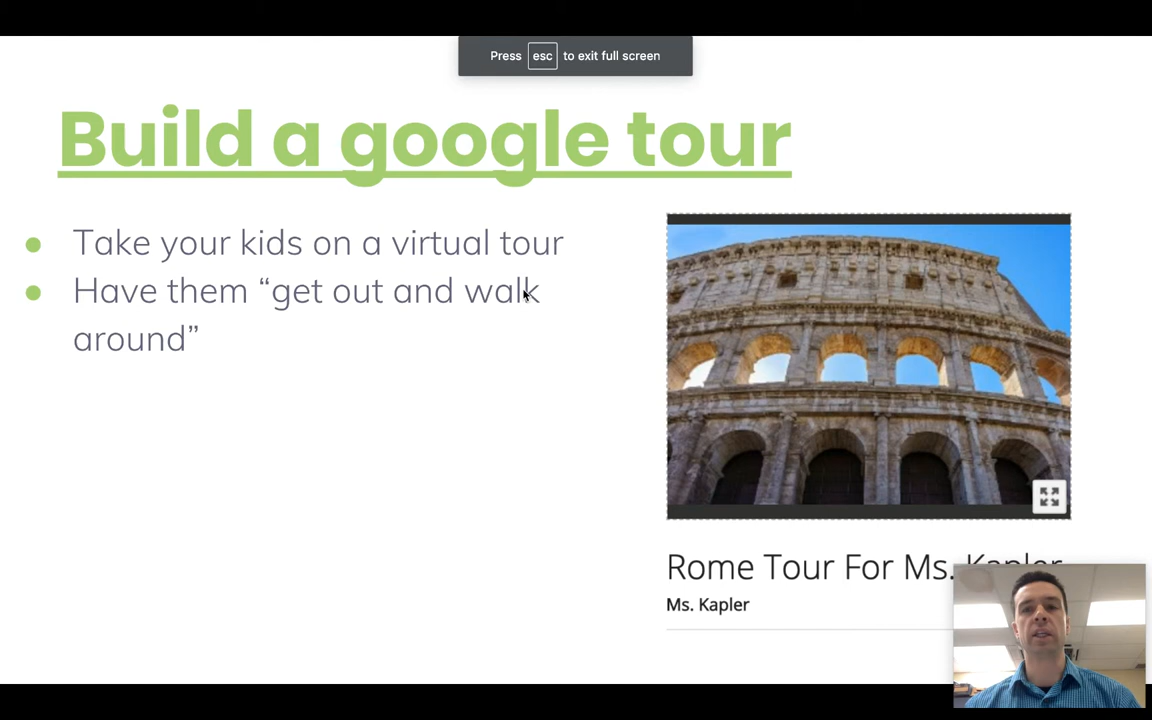 Press esc to exit full screen
Build a google tour
● Take your kids on a virtual tour
● Have them “get out and walk
around”
Rome Tour For Ms. Kapler
Ms. Kapler